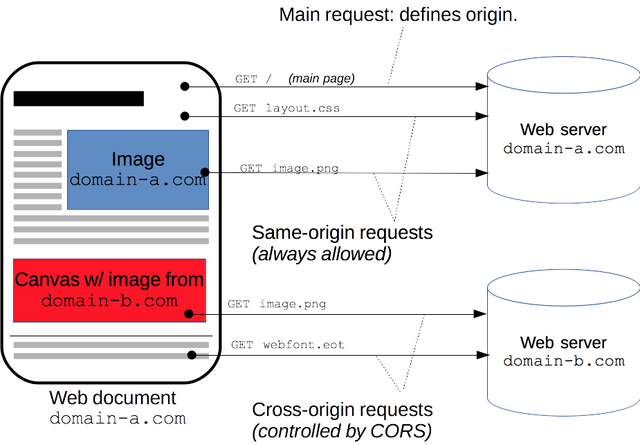 Main request: defines origin.
GET / (main page)
GET layout.css
Web server
domain-a.com
Image
domain-a.com
GET image.png
Same-origin requests
(always allowed)
Canvas w/ image from
domain-b.com
GET image.png
GET webfont.eot
Web server
domain-b.com
Web document
domain-a.com
Cross-origin requests
(controlled by CORS)